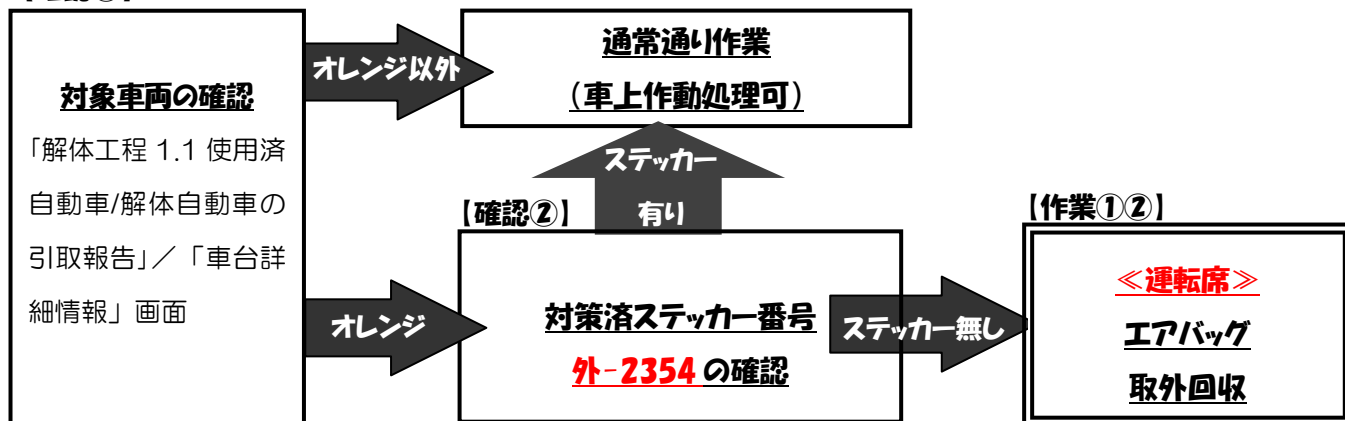 対象車両の確認
「解体工程 1.1 使用済
自動車/解体自動車の
引取報告」／「車台詳
細情報」画面
オレンジ以外
通常通り作業
（車上作動処理可）
ステッカー
有り
オレンジ
【確認②】
対策済ステッカー番号
外-2354 の確認
ステッカー無し
【作業①②】
≪運転席≫
エアバッグ
取外回収